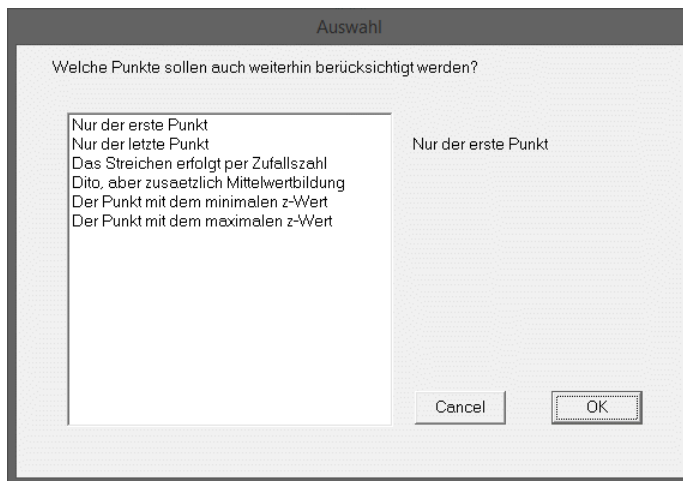 Auswahl
Welche Punkte sollen auch weiterhin berücksichtigt werden?
Nur der erste Punkt
Nur der letzte Punkt
Das Streichen erfolgt per Zufallszahl
Dito, aber zusaetzlich Mittelwertbildung
Der Punkt mit dem minimalen z-Wert
Der Punkt mit dem maximalen z-Wert
Nur der erste Punkt
Cancel
OK